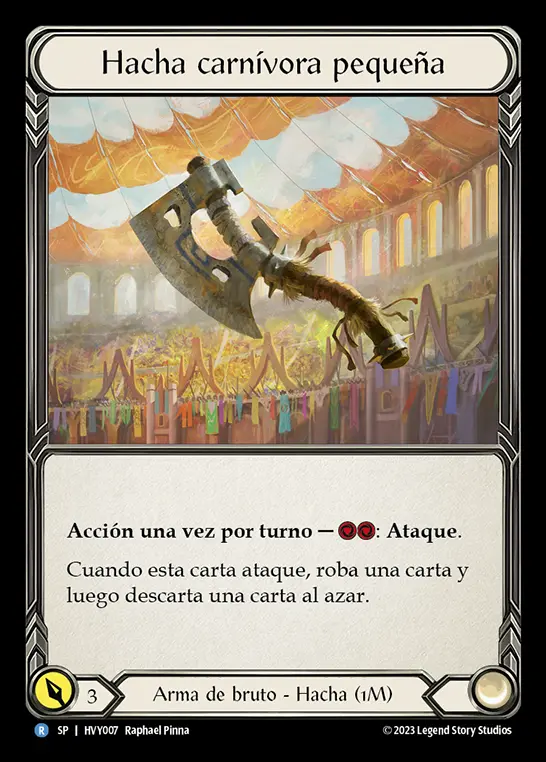 Hacha carnívora pequeña
Acción una vez por turno — : Ataque.
Cuando esta carta ataque, roba una carta y
luego descarta una carta al azar.
3
Arma de bruto - Hacha (1M)
R SP | HVY007 Raphael Pinna
©2023 Legend Story Studios